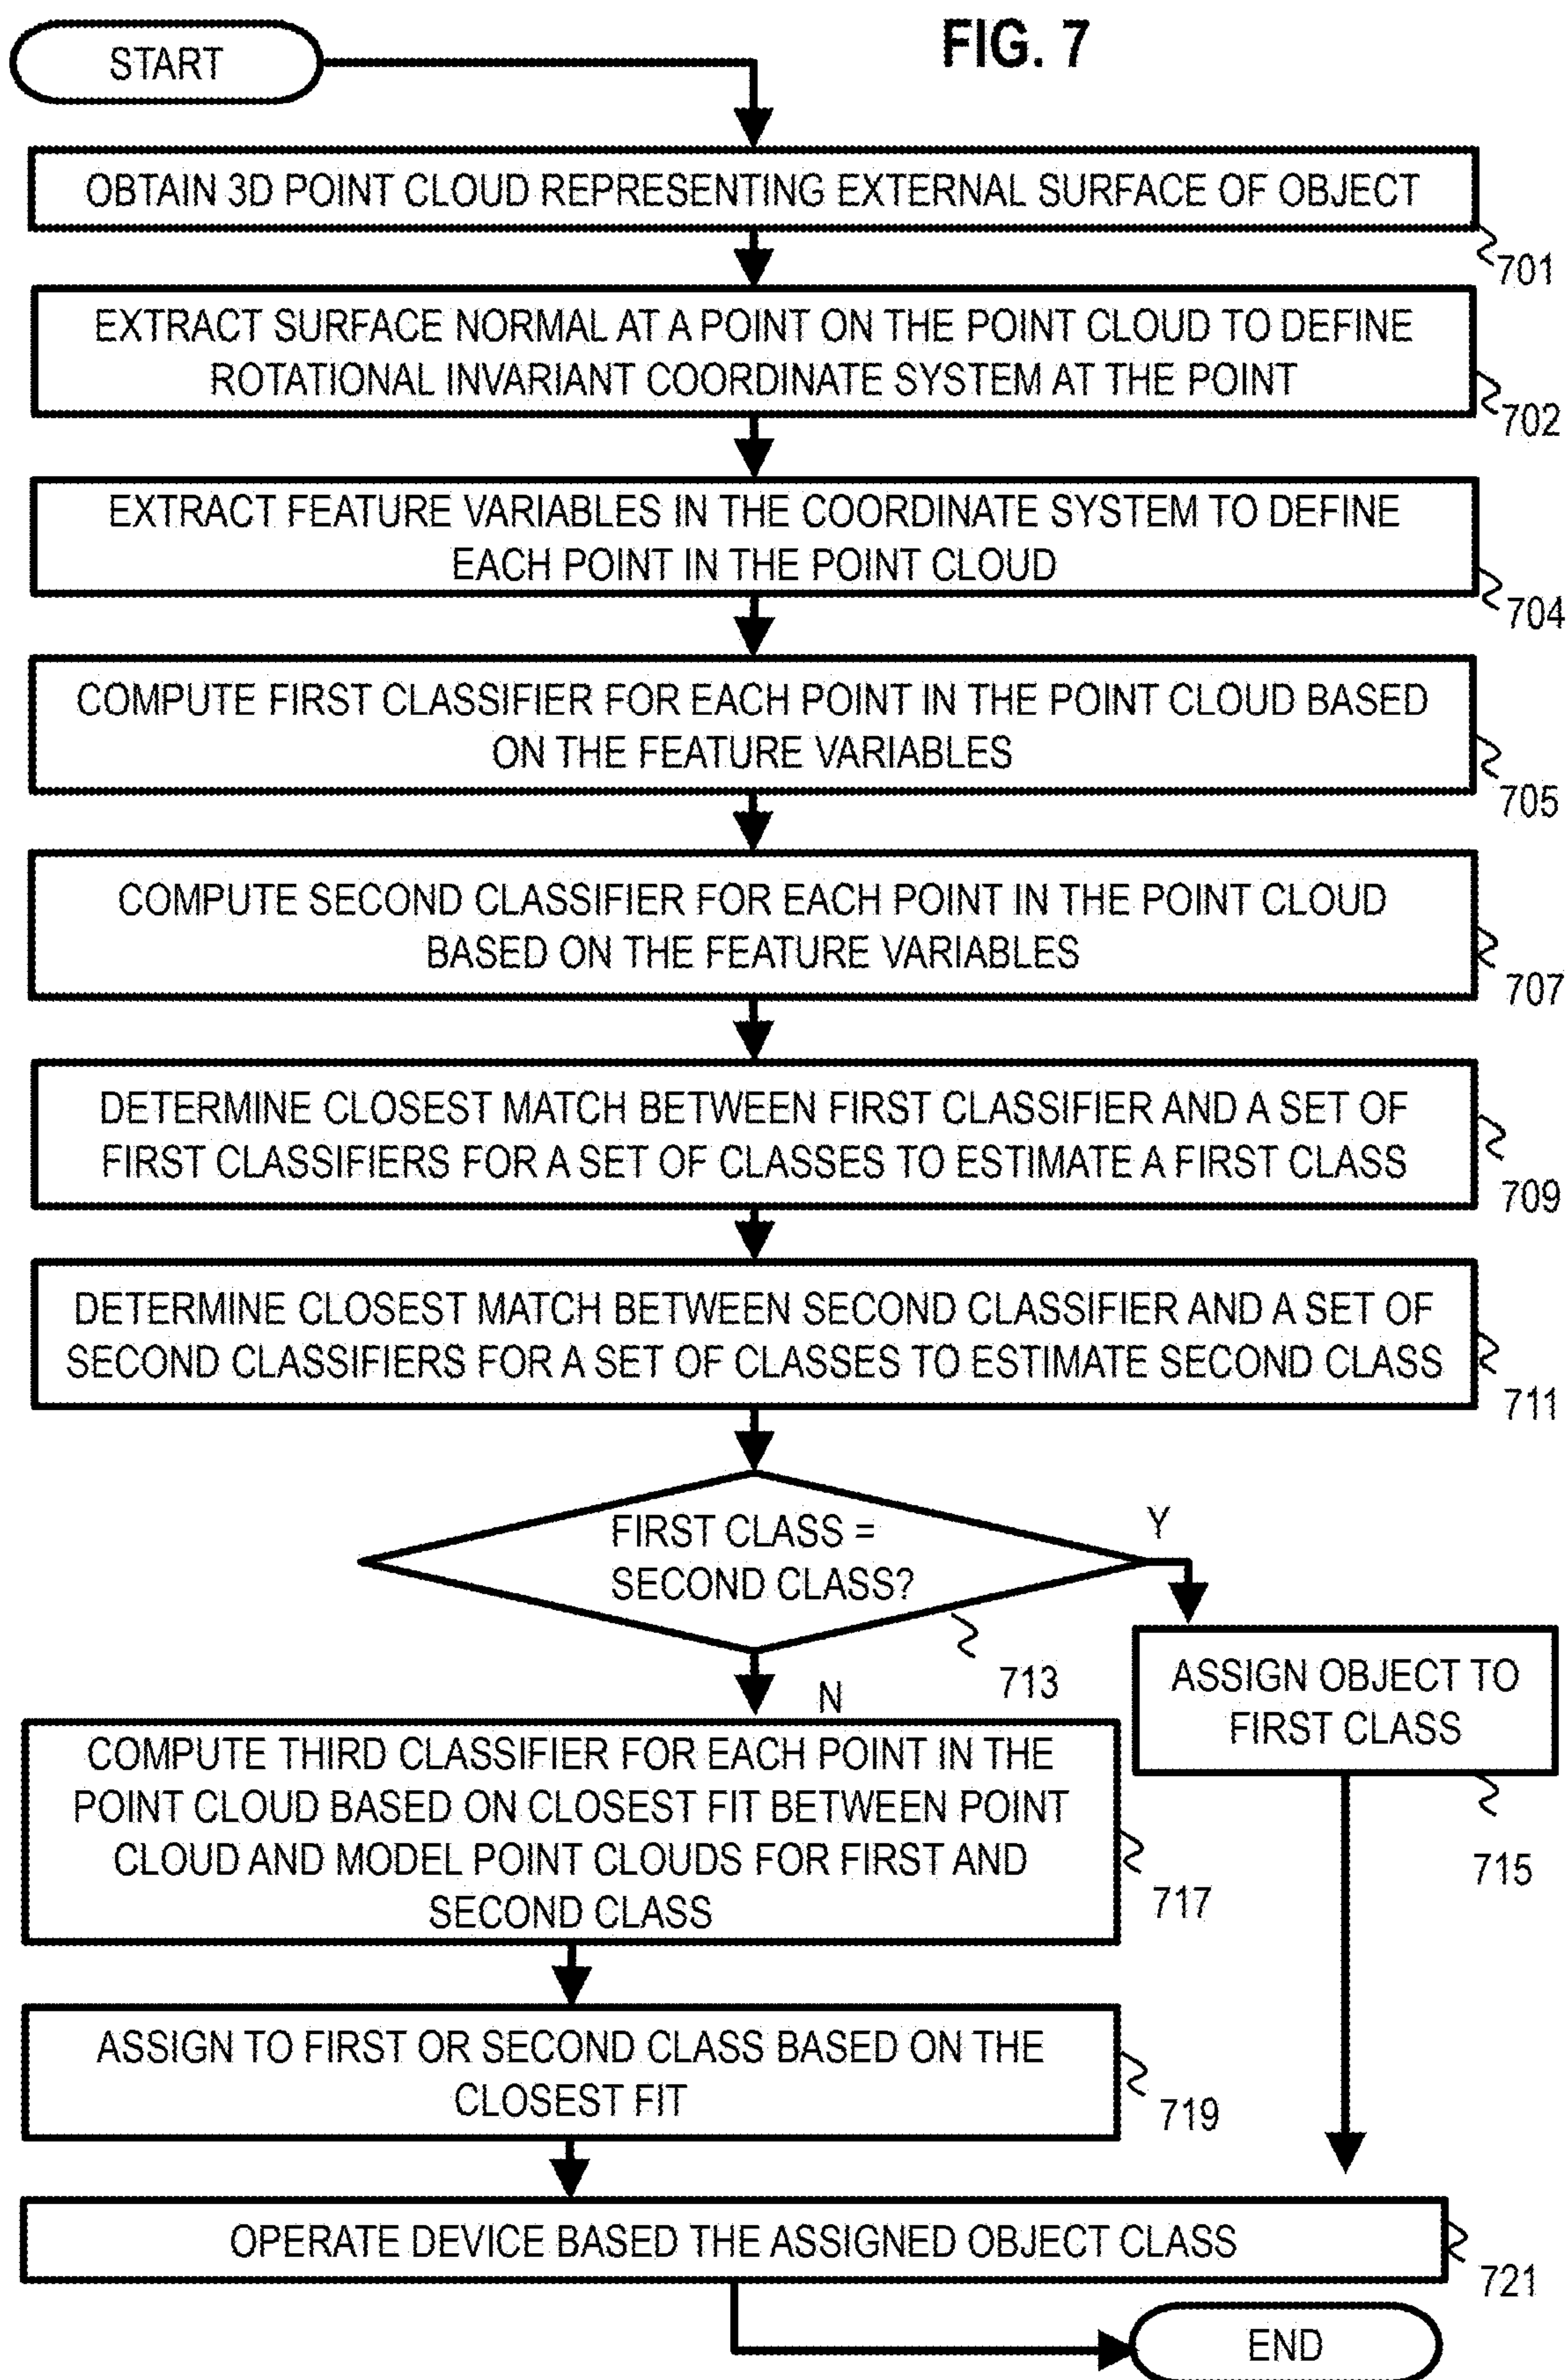 FIG. 7
START
OBTAIN 3D POINT CLOUD REPRESENTING EXTERNAL SURFACE OF OBJECT
701
EXTRACT SURFACE NORMAL AT A POINT ON THE POINT CLOUD TO DEFINE
ROTATIONAL INVARIANT COORDINATE SYSTEM AT THE POINT
702
EXTRACT FEATURE VARIABLES IN THE COORDINATE SYSTEM TO DEFINE
EACH POINT IN THE POINT CLOUD
704
COMPUTE FIRST CLASSIFIER FOR EACH POINT IN THE POINT CLOUD BASED
ON THE FEATURE VARIABLES
705
COMPUTE SECOND CLASSIFIER FOR EACH POINT IN THE POINT CLOUD
BASED ON THE FEATURE VARIABLES
707
DETERMINE CLOSEST MATCH BETWEEN FIRST CLASSIFIER AND A SET OF
FIRST CLASSIFIERS FOR A SET OF CLASSES TO ESTIMATE A FIRST CLASS
709
DETERMINE CLOSEST MATCH BETWEEN SECOND CLASSIFIER AND A SET OF
SECOND CLASSIFIERS FOR A SET OF CLASSES TO ESTIMATE SECOND CLASS
711
FIRST CLASS =
SECOND CLASS?
713
Y
N
ASSIGN OBJECT TO
FIRST CLASS
715
COMPUTE THIRD CLASSIFIER FOR EACH POINT IN THE
POINT CLOUD BASED ON CLOSEST FIT BETWEEN POINT
CLOUD AND MODEL POINT CLOUDS FOR FIRST AND
SECOND CLASS
717
ASSIGN TO FIRST OR SECOND CLASS BASED ON THE
CLOSEST FIT
719
OPERATE DEVICE BASED THE ASSIGNED OBJECT CLASS
721
END